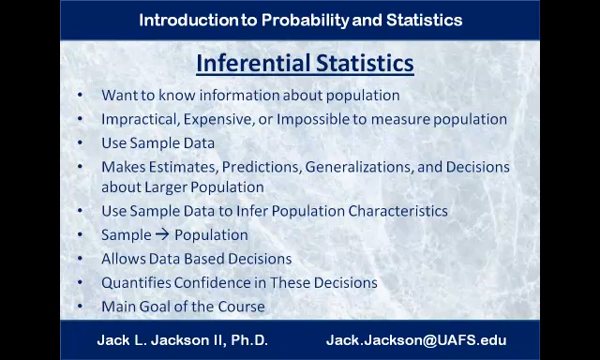 Introduction to Probability and Statistics
Inferential Statistics
• Want to know information about population
• Impractical, Expensive, or Impossible to measure population
• Use Sample Data
• Makes Estimates, Predictions, Generalizations, and Decisions
about Larger Population
• Use Sample Data to Infer Population Characteristics
• Sample → Population
• Allows Data Based Decisions
• Quantifies Confidence in These Decisions
• Main Goal of the Course
Jack L. Jackson II, Ph.D. Jack.Jackson@UAFS.edu